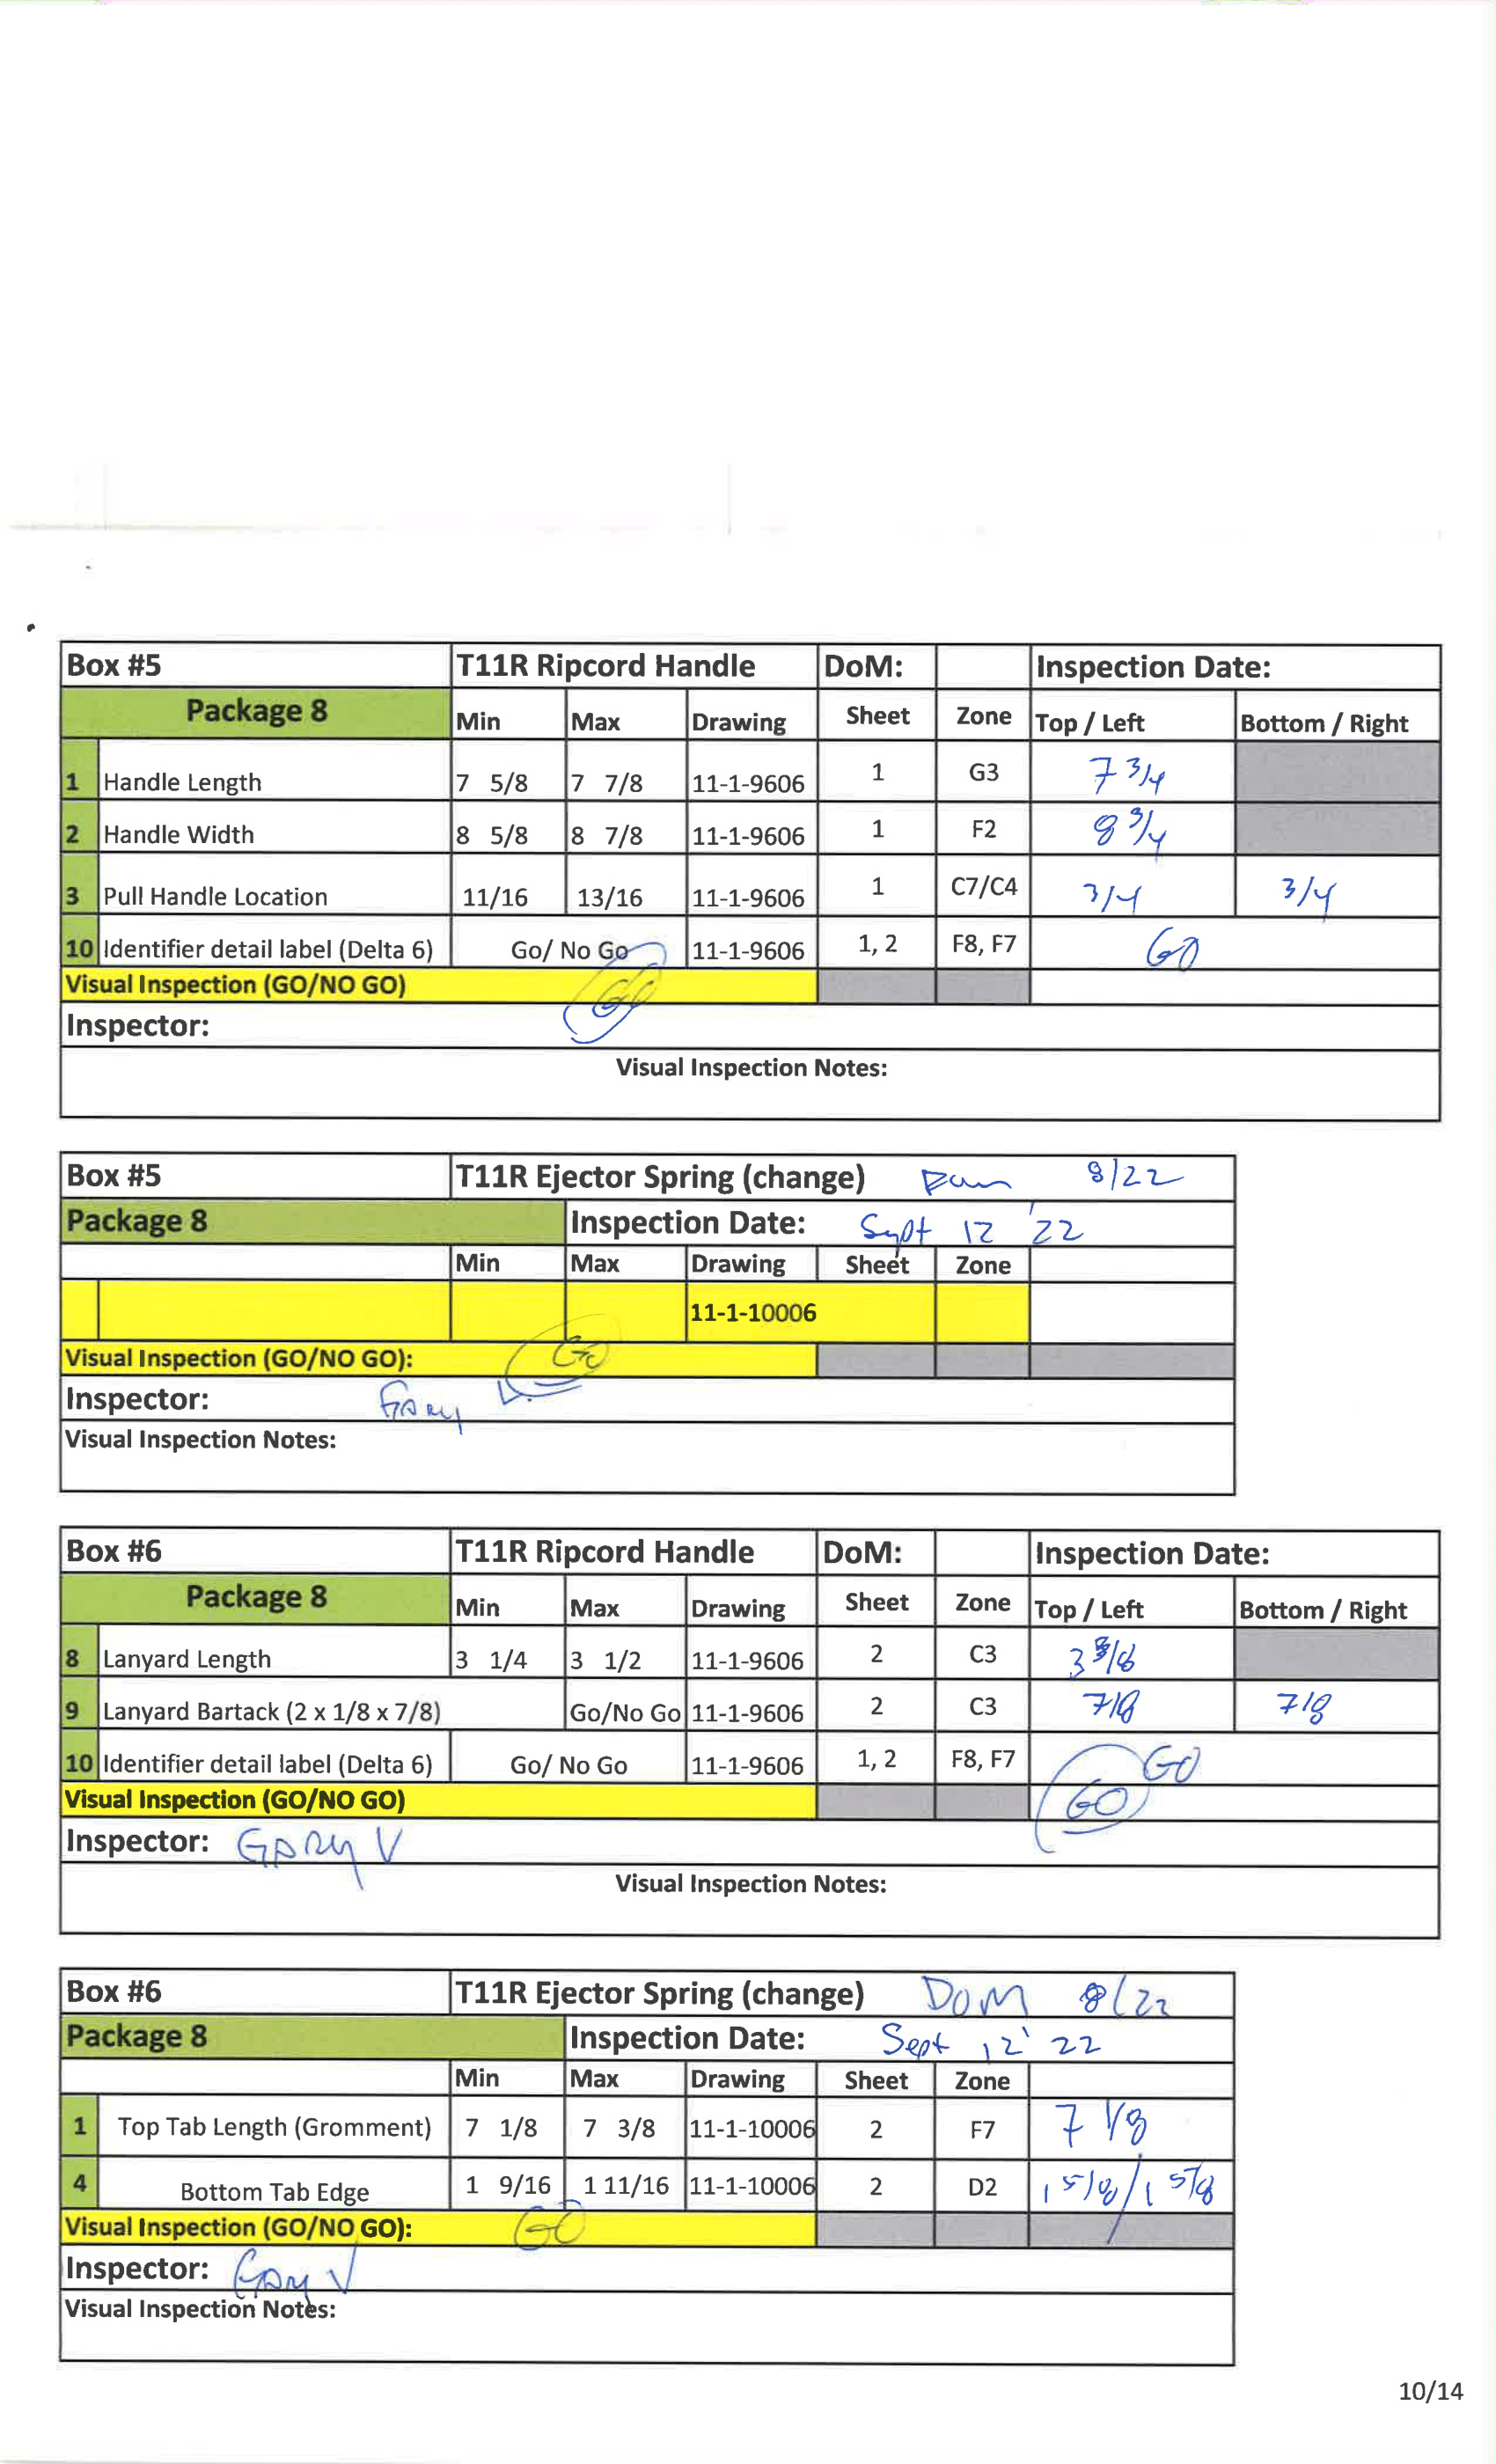 Box #5 T11R Ripcord Handle DoM: Inspection Date:
Package 8 Min Max Drawing Sheet Zone Top / Left Bottom / Right
1 Handle Length 7 5/8 7 7/8 11-1-9606 1 G3 7 3/4
2 Handle Width 8 5/8 8 7/8 11-1-9606 1 F2 8 3/4
3 Pull Handle Location 11/16 13/16 11-1-9606 1 C7/C4 3/4 3/4
10 Identifier detail label (Delta 6) Go/ No Go 11-1-9606 1, 2 F8, F7 GO
Visual Inspection (GO/NO GO) GO
Inspector:
Visual Inspection Notes:
Box #5 T11R Ejector Spring (change) 8/22
Package 8 Inspection Date: Sept 12 '22
Min Max Drawing Sheet Zone
11-1-10006
Visual Inspection (GO/NO GO): GO
Inspector: Gary V
Visual Inspection Notes:
Box #6 T11R Ripcord Handle DoM: Inspection Date:
Package 8 Min Max Drawing Sheet Zone Top / Left Bottom / Right
8 Lanyard Length 3 1/4 3 1/2 11-1-9606 2 C3 3
9 Lanyard Bartack (2 x 1/8 x 7/8) Go/No Go 11-1-9606 2 C3 7/8 7/8
10 Identifier detail label (Delta 6) Go/ No Go 11-1-9606 1, 2 F8, F7 GO
Visual Inspection (GO/NO GO) GO
Inspector: Gary V
Visual Inspection Notes:
Box #6 T11R Ejector Spring (change) DOM 8/22
Package 8 Inspection Date: Sept 12' 22
Min Max Drawing Sheet Zone
1 Top Tab Length (Gromment) 7 1/8 7 3/8 11-1-10006 2 F7 7 1/8
4 Bottom Tab Edge 1 9/16 1 11/16 11-1-10006 2 D2 1 5/8 / 1 5/8
Visual Inspection (GO/NO GO): GO
Inspector: Gary V
Visual Inspection Notes:
10/14